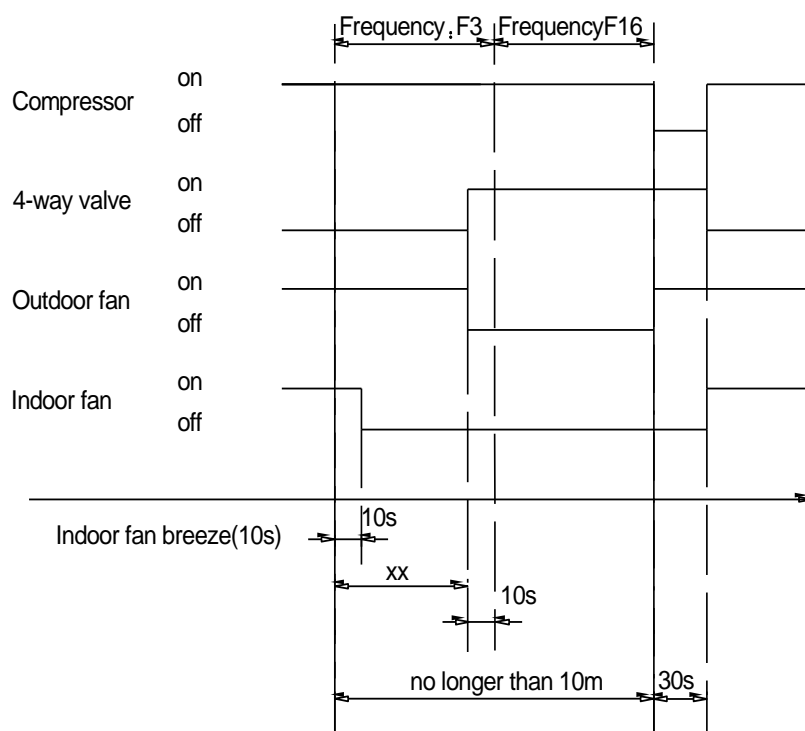 Frequency:F3 FrequencyF16
on
Compressor
off
on
4-way valve
off
on
Outdoor fan
off
on
Indoor fan
off
10s
Indoor fan breeze(10s)
xx
10s
no longer than 10m 30s